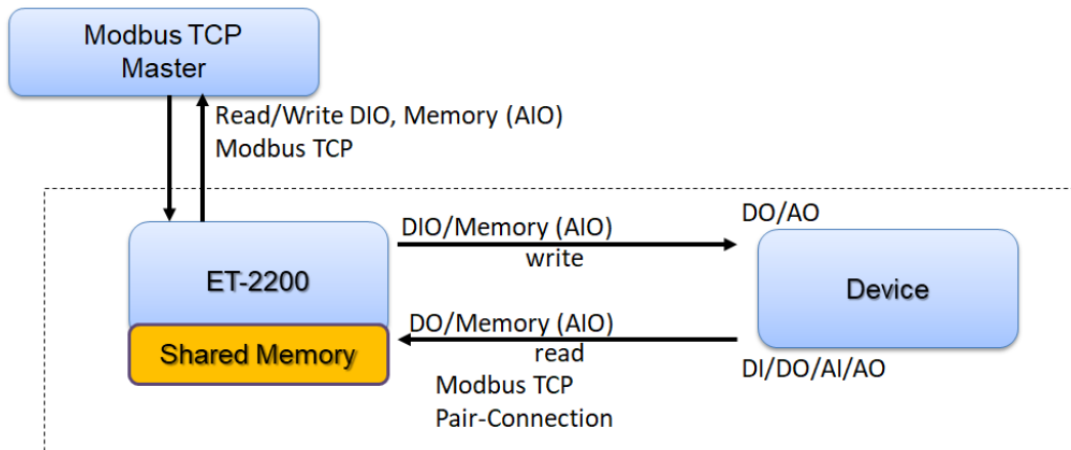 Modbus TCP
Master
Read/Write DIO, Memory (AIO)
Modbus TCP
DIO/Memory (AIO)
write
DO/AO
ET-2200
Device
Shared Memory
DO/Memory (AIO)
read
Modbus TCP
Pair-Connection
DI/DO/AI/AO